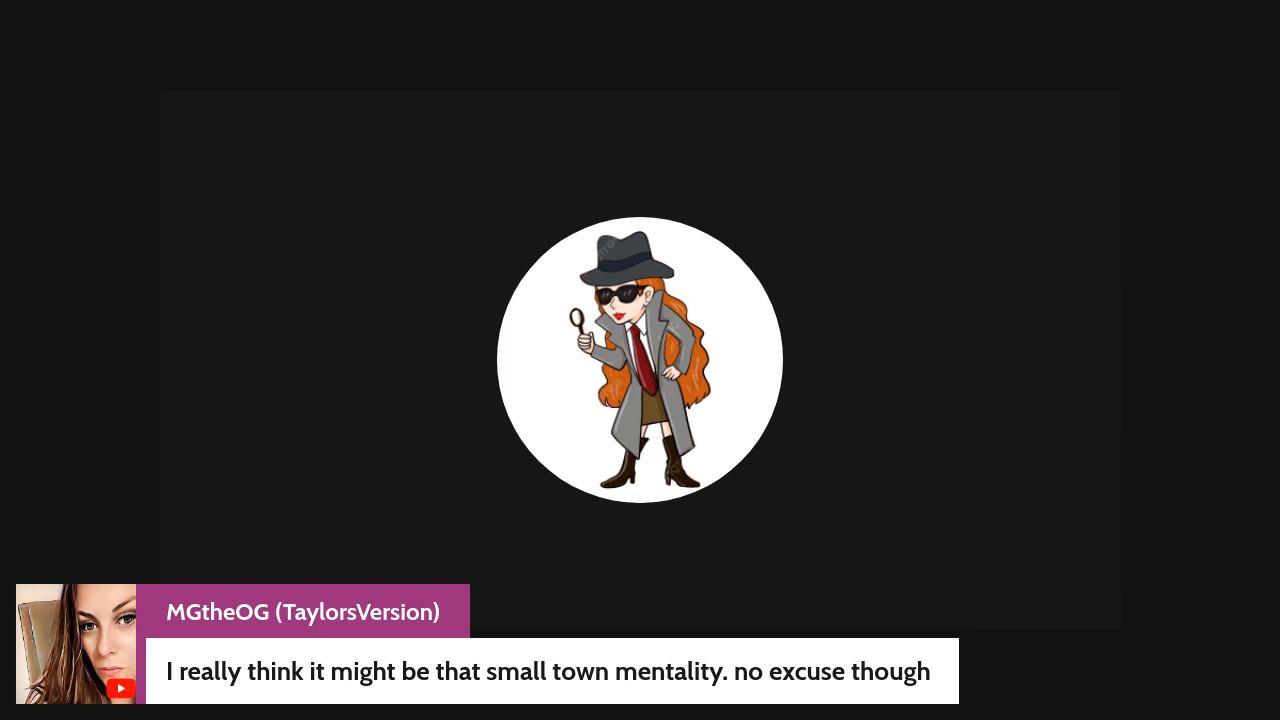 MGtheOG (TaylorsVersion)
I really think it might be that small town mentality. no excuse though